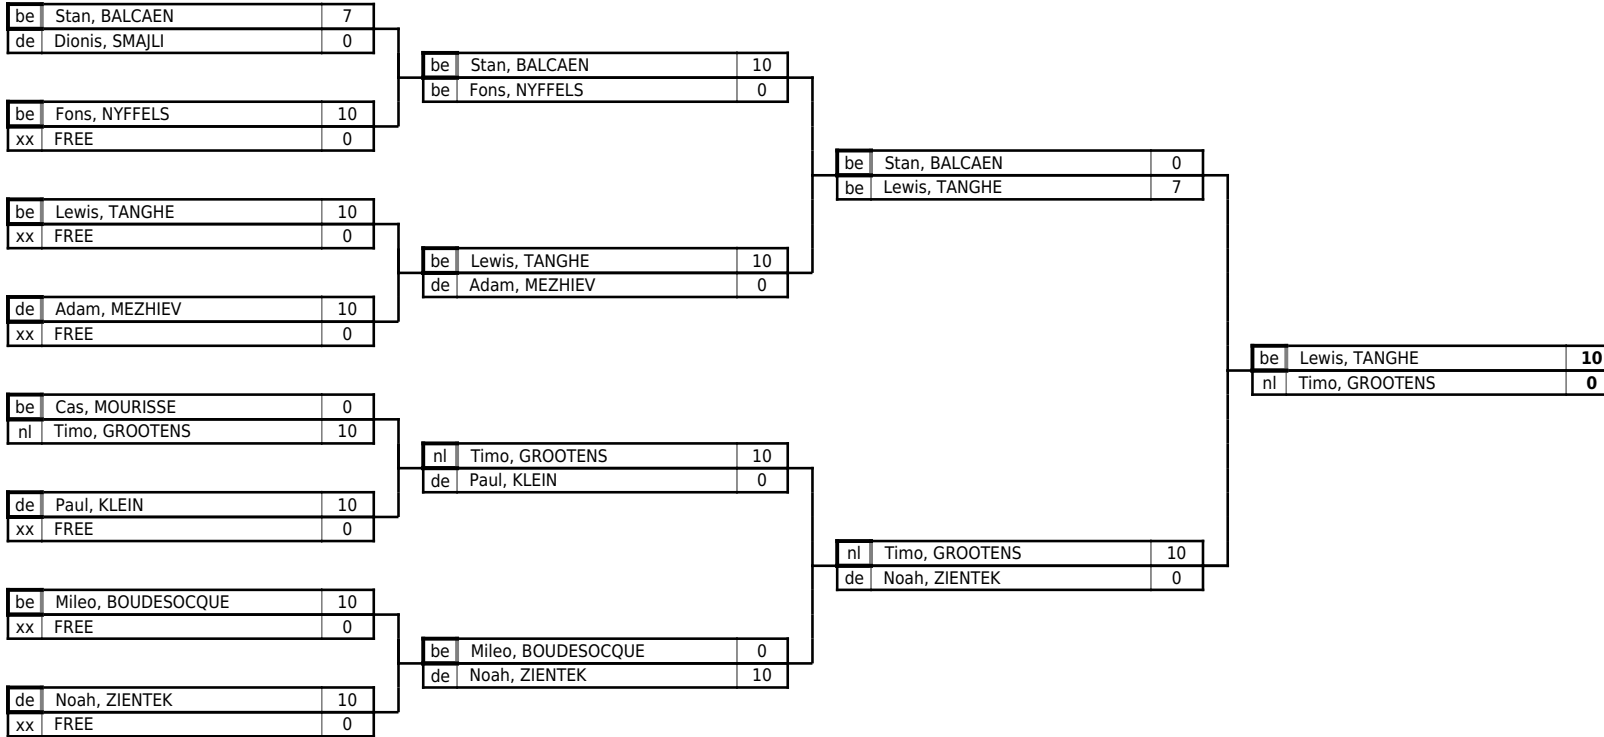 be Stan, BALCAEN 7
de Dionis, SMAJLI 0
be Fons, NYFFELS 10
xx FREE 0
be Lewis, TANGHE 10
xx FREE 0
de Adam, MEZHIEV 10
xx FREE 0
be Cas, MOURISSE 0
nl Timo, GROOTENS 10
de Paul, KLEIN 10
xx FREE 0
be Mileo, BOUDESOCQUE 10
xx FREE 0
de Noah, ZIENTEK 10
xx FREE 0
be Stan, BALCAEN 10
be Fons, NYFFELS 0
be Lewis, TANGHE 10
de Adam, MEZHIEV 0
nl Timo, GROOTENS 10
de Paul, KLEIN 0
be Mileo, BOUDESOCQUE 0
de Noah, ZIENTEK 10
be Stan, BALCAEN 0
be Lewis, TANGHE 7
nl Timo, GROOTENS 10
de Noah, ZIENTEK 0
be Lewis, TANGHE 10
nl Timo, GROOTENS 0